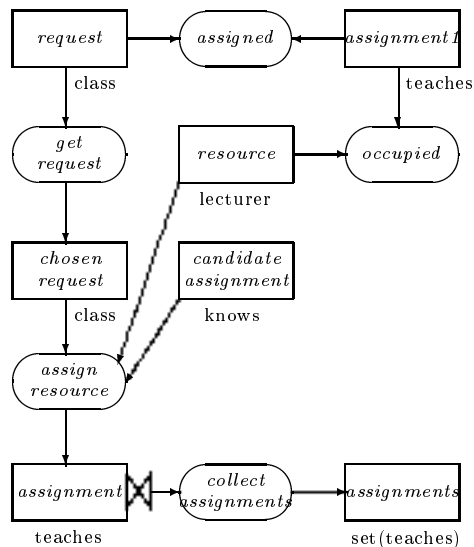 request
assigned
assignment1
class
teaches
get
request
resource
occupied
lecturer
chosen
request
candidate
assignment
class
knows
assign
resource
assignment
collect
assignments
assignments
teaches
set(teaches)